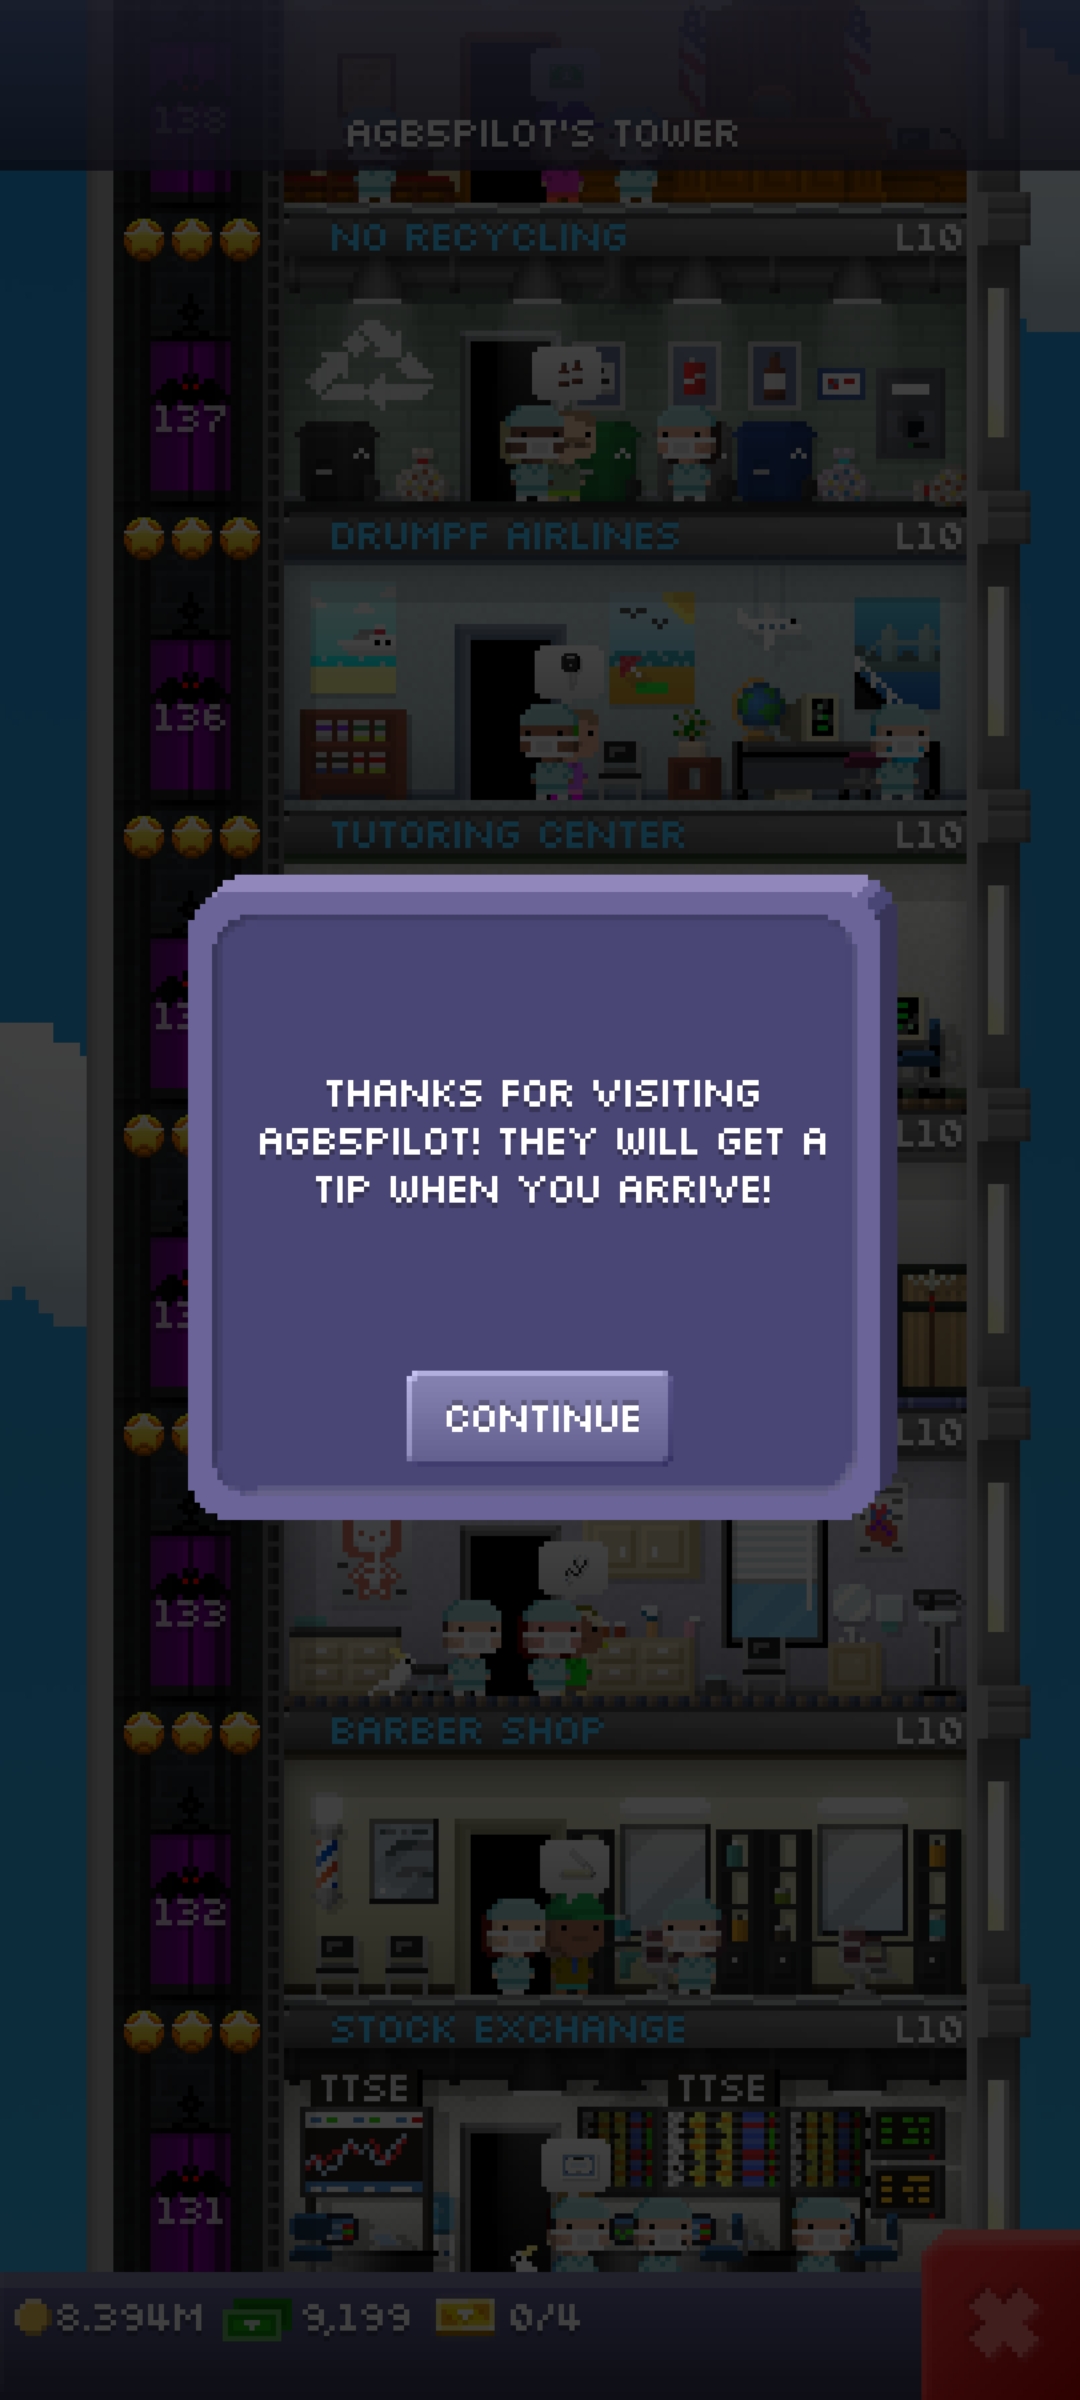 138
AGB5PILOT'S TOWER
NO RECYCLING L10
137
DRUMPF AIRLINES L10
136
TUTORING CENTER L10
THANKS FOR VISITING
AGB5PILOT! THEY WILL GET A
TIP WHEN YOU ARRIVE!
L10
CONTINUE
L10
133
BARBER SHOP L10
132
STOCK EXCHANGE L10
TTSE TTSE
131
8.394M 9,199 0/4